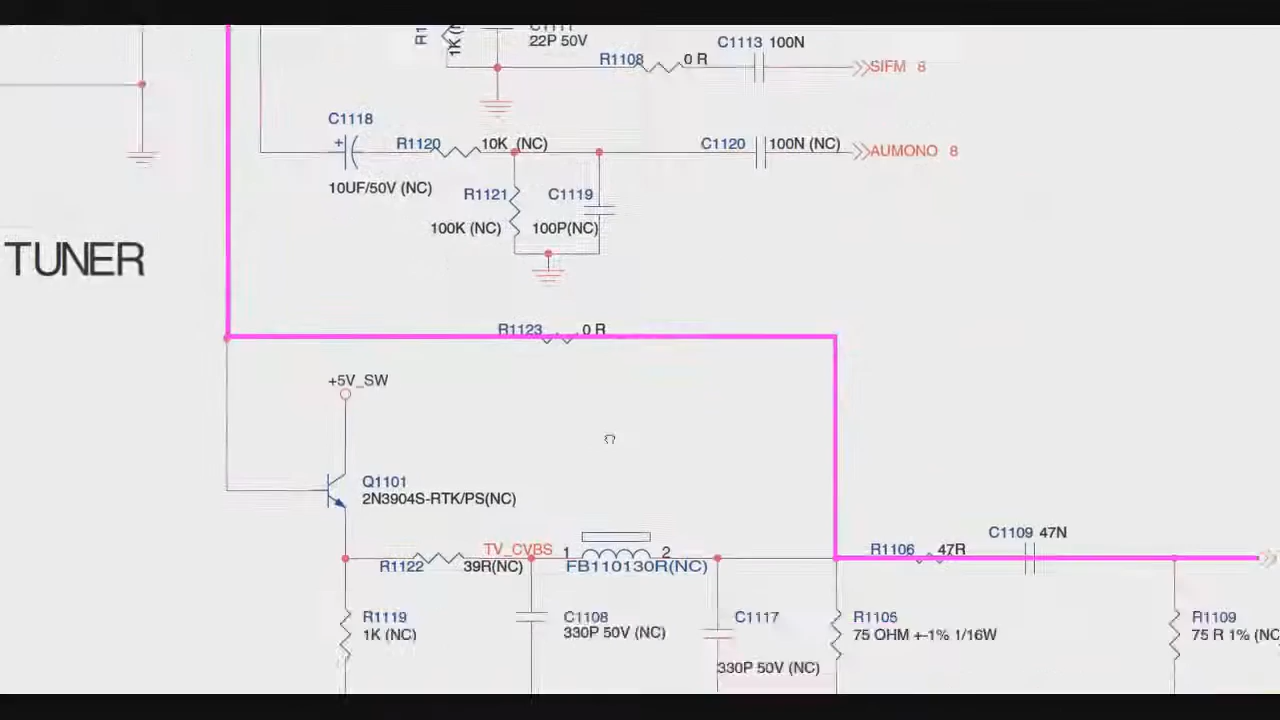 22P 50V
C1113 100N
R1108 0 R
SIFM 8
C1118
R1120 10K (NC)
C1120 100N (NC)
AUMONO 8
10UF/50V (NC)
R1121 C1119
100K (NC) 100P(NC)
TUNER
R1123 0 R
+5V_SW
Q1101
2N3904S-RTK/PS(NC)
C1109 47N
TV_CVBS 1 2
R1106 47R
R1122 39R(NC) FB110130R(NC)
R1119 C1108 C1117 R1105 R1109
1K (NC) 330P 50V (NC) 75 OHM +-1% 1/16W 75 R 1% (NC
330P 50V (NC)